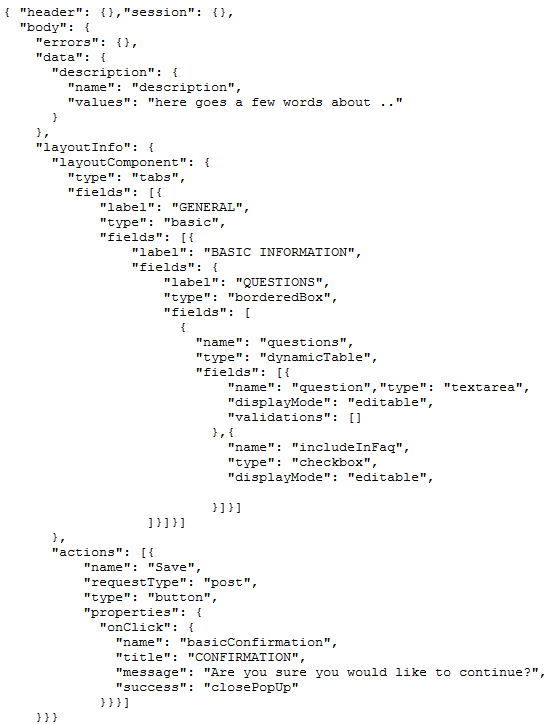 { "header": {},"session": {},
  "body": {
    "errors": {},
    "data": {
      "description": {
        "name": "description",
        "values": "here goes a few words about .."
      }
    },
    "layoutInfo": {
      "layoutComponent": {
        "type": "tabs",
        "fields": [{
            "label": "GENERAL",
            "type": "basic",
            "fields": [{
                "label": "BASIC INFORMATION",
                "fields": {
                    "label": "QUESTIONS",
                    "type": "borderedBox",
                    "fields": [
                      {
                        "name": "questions",
                        "type": "dynamicTable",
                        "fields": [{
                            "name": "question","type": "textarea",
                            "displayMode": "editable",
                            "validations": []
                          },{
                            "name": "includeInFaq",
                            "type": "checkbox",
                            "displayMode": "editable",
                          }]}]
                  ]}]}]
      },
      "actions": [{
          "name": "Save",
          "requestType": "post",
          "type": "button",
          "properties": {
            "onClick": {
              "name": "basicConfirmation",
              "title": "CONFIRMATION",
              "message": "Are you sure you would like to continue?",
              "success": "closePopUp"
            }}}]
    }}}